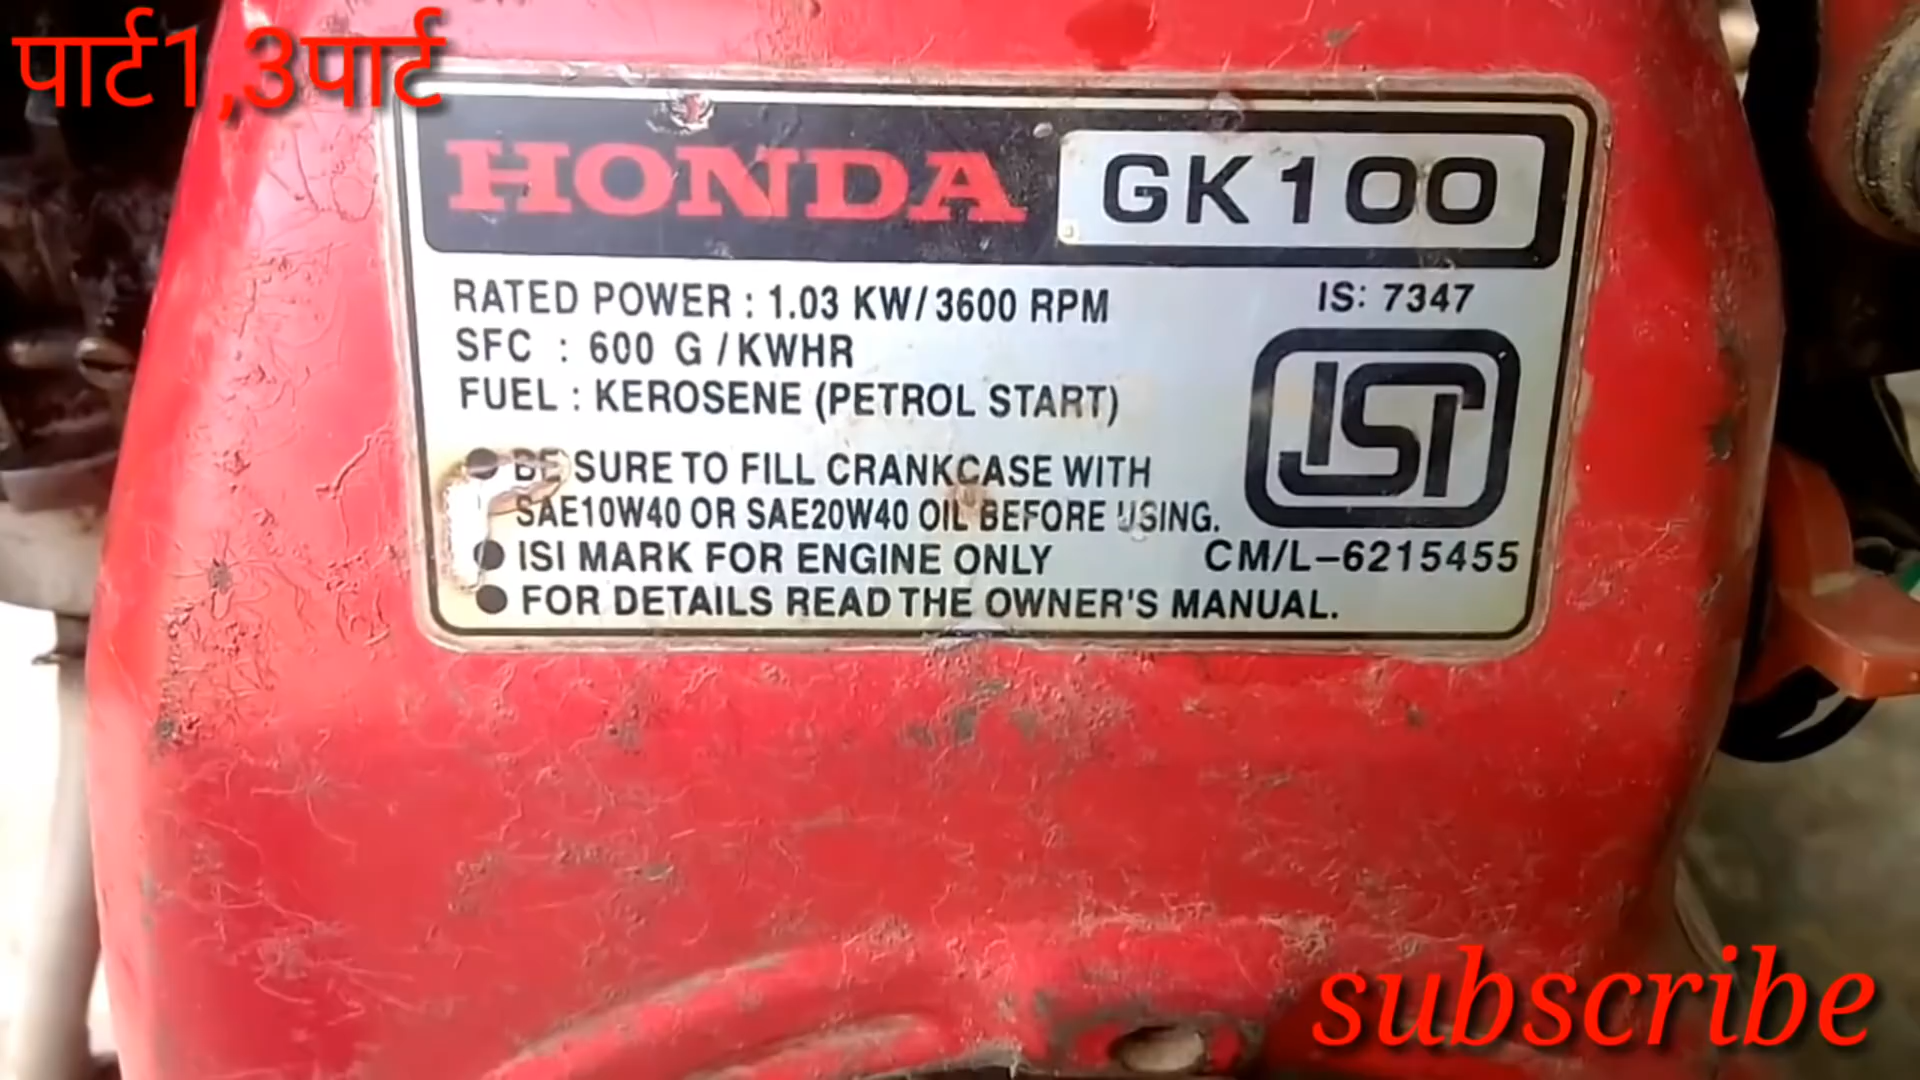 पार्ट1,3पार्ट
HONDA GK100
RATED POWER : 1.03 KW/3600 RPM
IS: 7347
SFC : 600 G /KWHR
FUEL : KEROSENE (PETROL START)
ISI
● BE SURE TO FILL CRANKCASE WITH
SAE10W40 OR SAE20W40 OIL BEFORE USING.
● ISI MARK FOR ENGINE ONLY
CM/L-6215455
● FOR DETAILS READ THE OWNER'S MANUAL.
subscribe